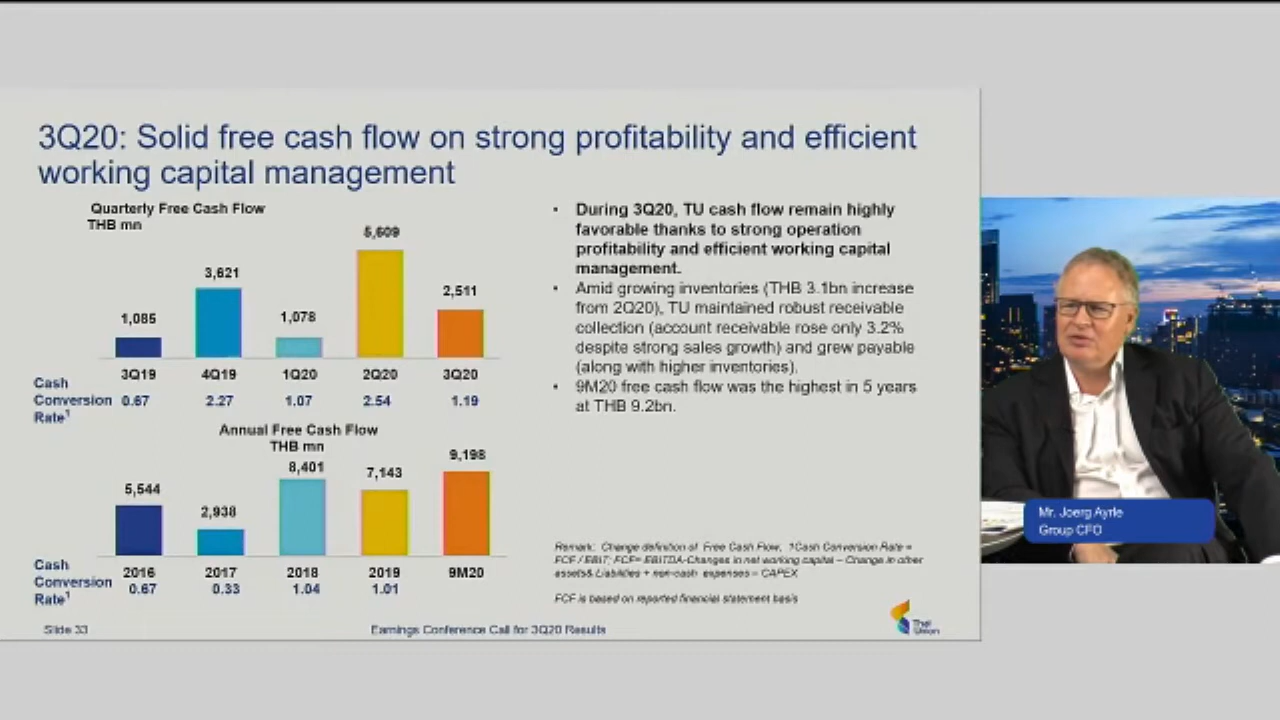 3Q20: Solid free cash flow on strong profitability and efficient
working capital management
Quarterly Free Cash Flow
THB mn
1,085
3,621
1,078
5,609
2,511
3Q19 4Q19 1Q20 2Q20 3Q20
Cash
Conversion
Rate1
0.67 2.27 1.07 2.54 1.19
Annual Free Cash Flow
THB mn
5,544
2,938
8,401
7,143
9,198
2016 2017 2018 2019 9M20
Cash
Conversion
Rate1
0.67 0.33 1.04 1.01
• During 3Q20, TU cash flow remain highly
favorable thanks to strong operation
profitability and efficient working capital
management.
• Amid growing inventories (THB 3.1bn increase
from 2Q20), TU maintained robust receivable
collection (account receivable rose only 3.2%
despite strong sales growth) and grew payable
(along with higher inventories).
• 9M20 free cash flow was the highest in 5 years
at THB 9.2bn.
Remark: Change definition of Free Cash Flow, 1Cash Conversion Rate =
FCF / EBIT; FCF= EBITDA-Changes in net working capital – Change in other
assets& Liabilities + non-cash expenses – CAPEX
FCF is based on reported financial statement basis
Slide 33
Earnings Conference Call for 3Q20 Results
Thai
Union
Mr. Joerg Ayrle
Group CFO